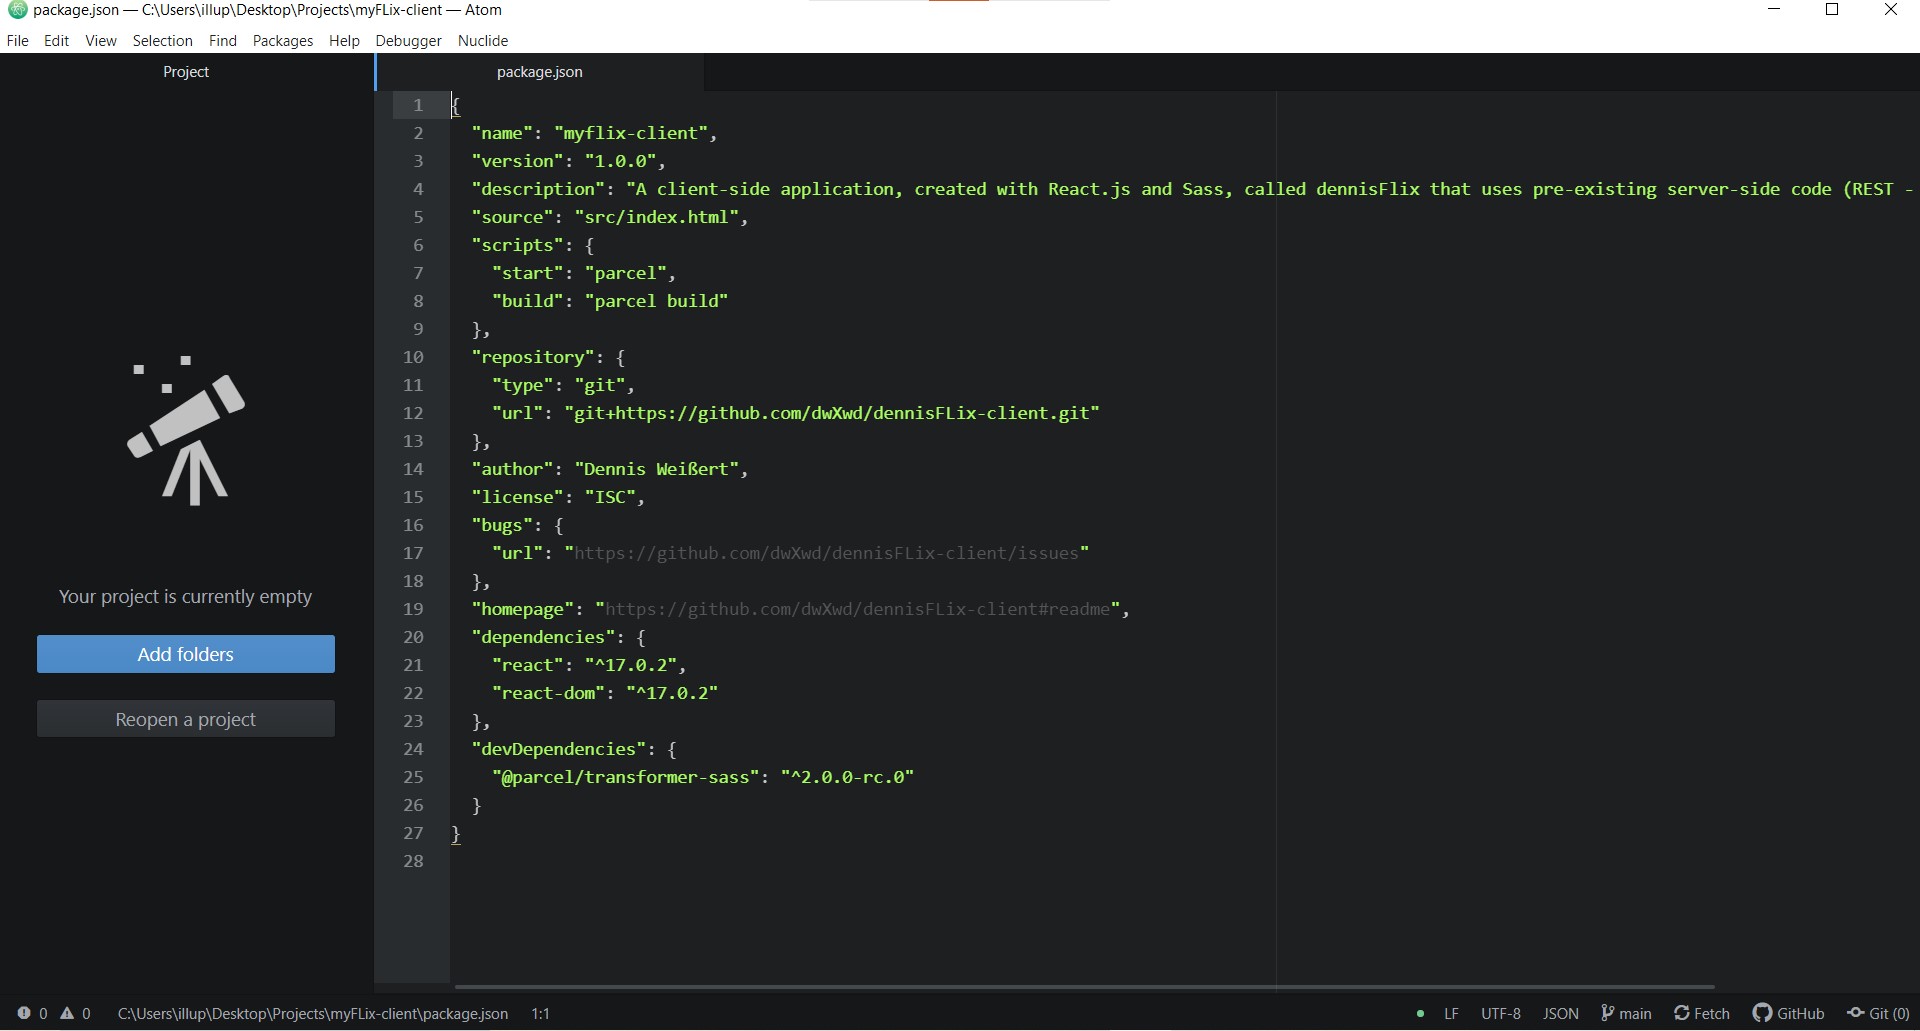 package.json — C:\Users\illup\Desktop\Projects\myFLix-client — Atom
File Edit View Selection Find Packages Help Debugger Nuclide
Project
package.json
1 {
2 "name": "myflix-client",
3 "version": "1.0.0",
4 "description": "A client-side application, created with React.js and Sass, called dennisFlix that uses pre-existing server-side code (REST -
5 "source": "src/index.html",
6 "scripts": {
7 "start": "parcel",
8 "build": "parcel build"
9 },
10 "repository": {
11 "type": "git",
12 "url": "git+https://github.com/dwXwd/dennisFLix-client.git"
13 },
14 "author": "Dennis Weißert",
15 "license": "ISC",
16 "bugs": {
17 "url": "https://github.com/dwXwd/dennisFLix-client/issues"
18 },
19 "homepage": "https://github.com/dwXwd/dennisFLix-client#readme",
20 "dependencies": {
21 "react": "^17.0.2",
22 "react-dom": "^17.0.2"
23 },
24 "devDependencies": {
25 "@parcel/transformer-sass": "^2.0.0-rc.0"
26 }
27 }
28
Your project is currently empty
Add folders
Reopen a project
0 0 C:\Users\illup\Desktop\Projects\myFLix-client\package.json 1:1 LF UTF-8 JSON main Fetch GitHub Git (0)